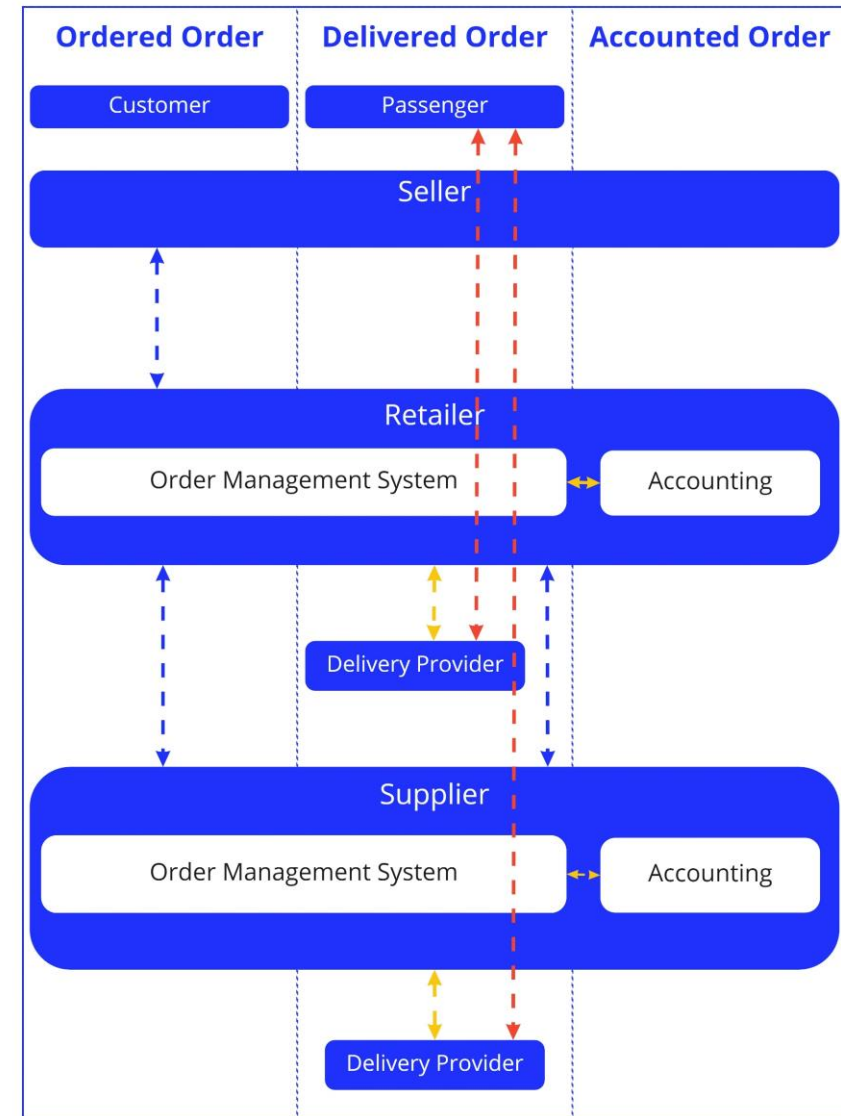 Ordered Order
Delivered Order
Accounted Order
Customer
Passenger
Seller
Retailer
Order Management System
Accounting
Delivery Provider
Supplier
Order Management System
Accounting
Delivery Provider